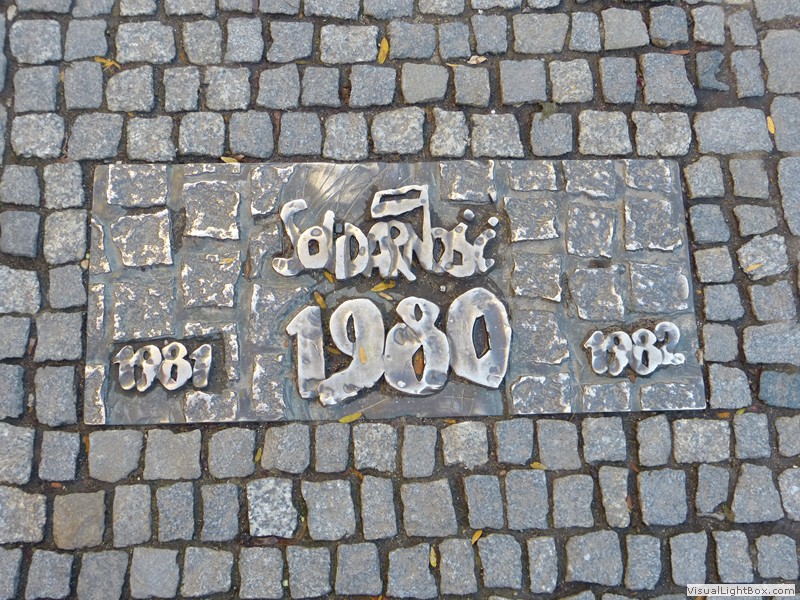 SOLIDARNOŚĆ
1981 1980 1982
VisualLightBox.com